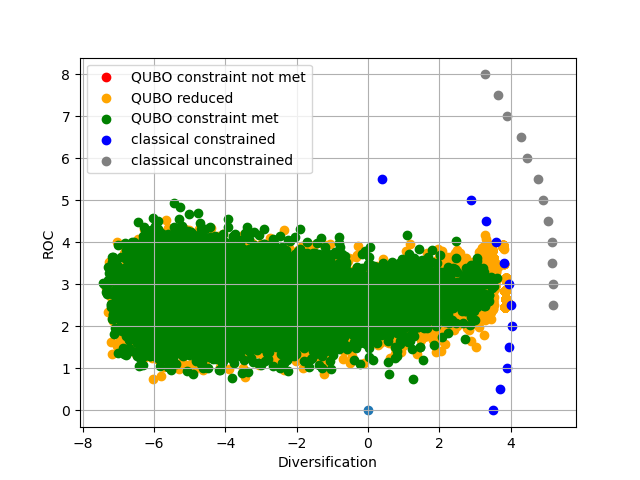 QUBO constraint not met
QUBO reduced
QUBO constraint met
classical constrained
classical unconstrained
8
7
6
5
4
3
2
1
0
ROC
−8 −6 −4 −2 0 2 4
Diversification